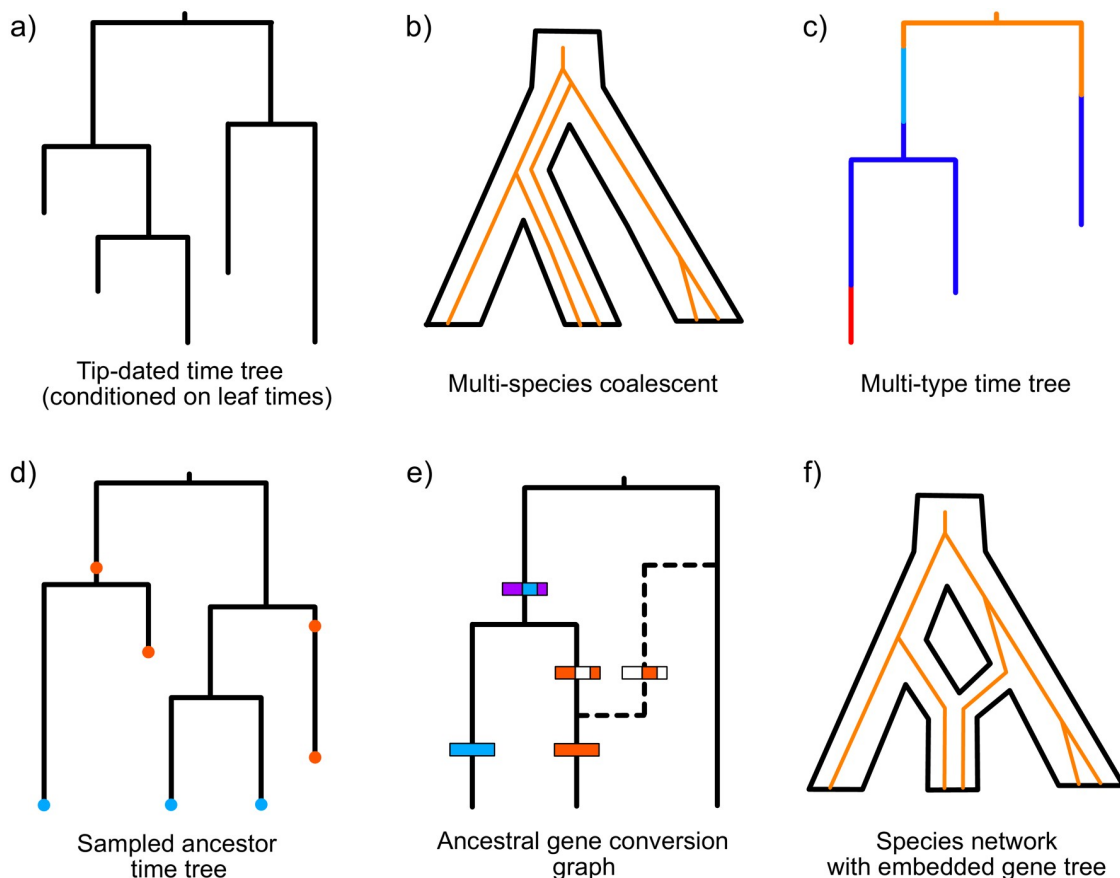 a)
b)
c)
Tip-dated time tree
(conditioned on leaf times)
Multi-species coalescent
Multi-type time tree
d)
e)
f)
Sampled ancestor
time tree
Ancestral gene conversion
graph
Species network
with embedded gene tree